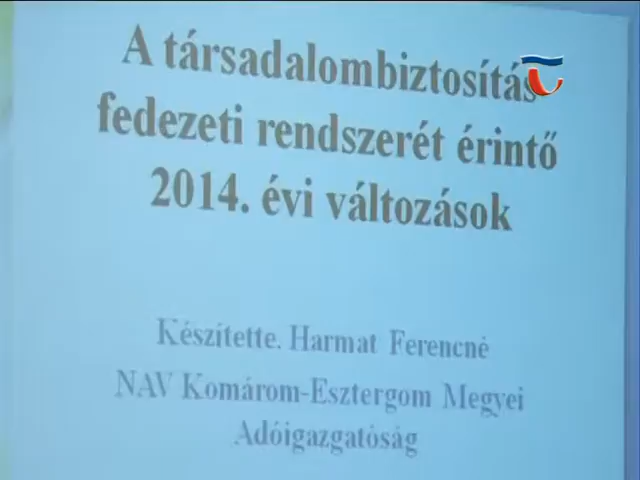 A társadalombiztosítás
fedezeti rendszerét érintő
2014. évi változások
Készítette. Harmat Ferencné
NAV Komárom-Esztergom Megyei
Adóigazgatóság